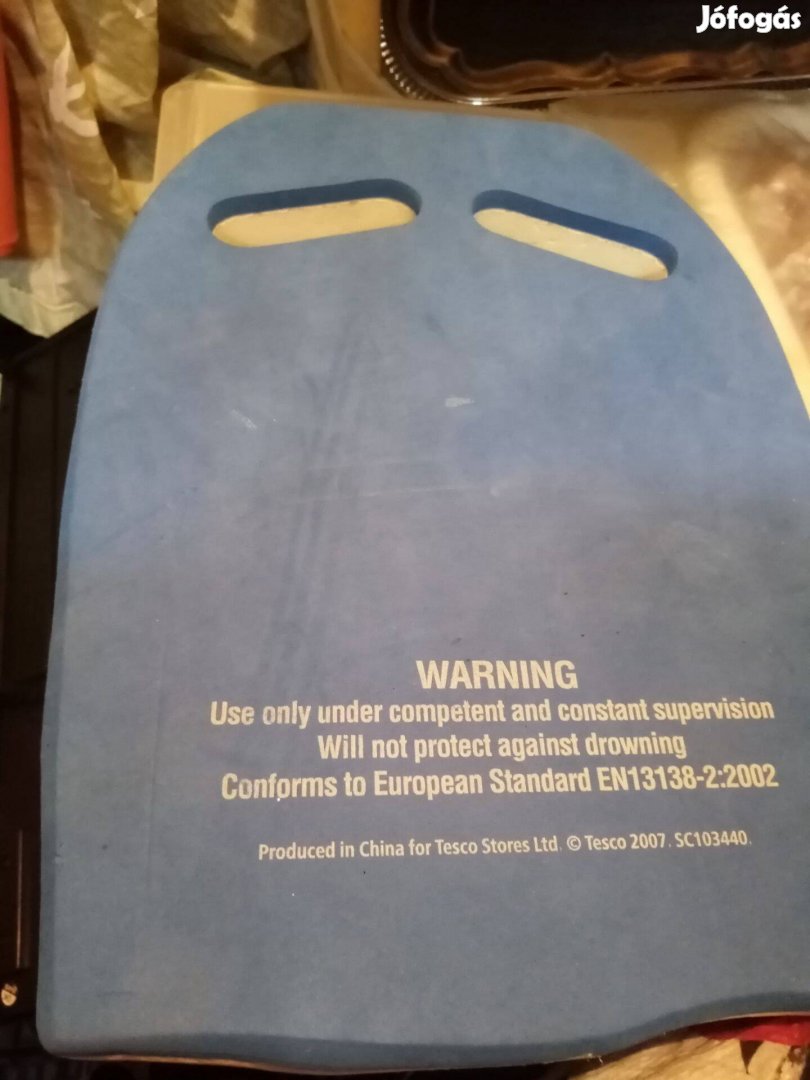 Jófogás
WARNING
Use only under competent and constant supervision
Will not protect against drowning
Conforms to European Standard EN13138-2:2002
Produced in China for Tesco Stores Ltd. © Tesco 2007. SC103440.